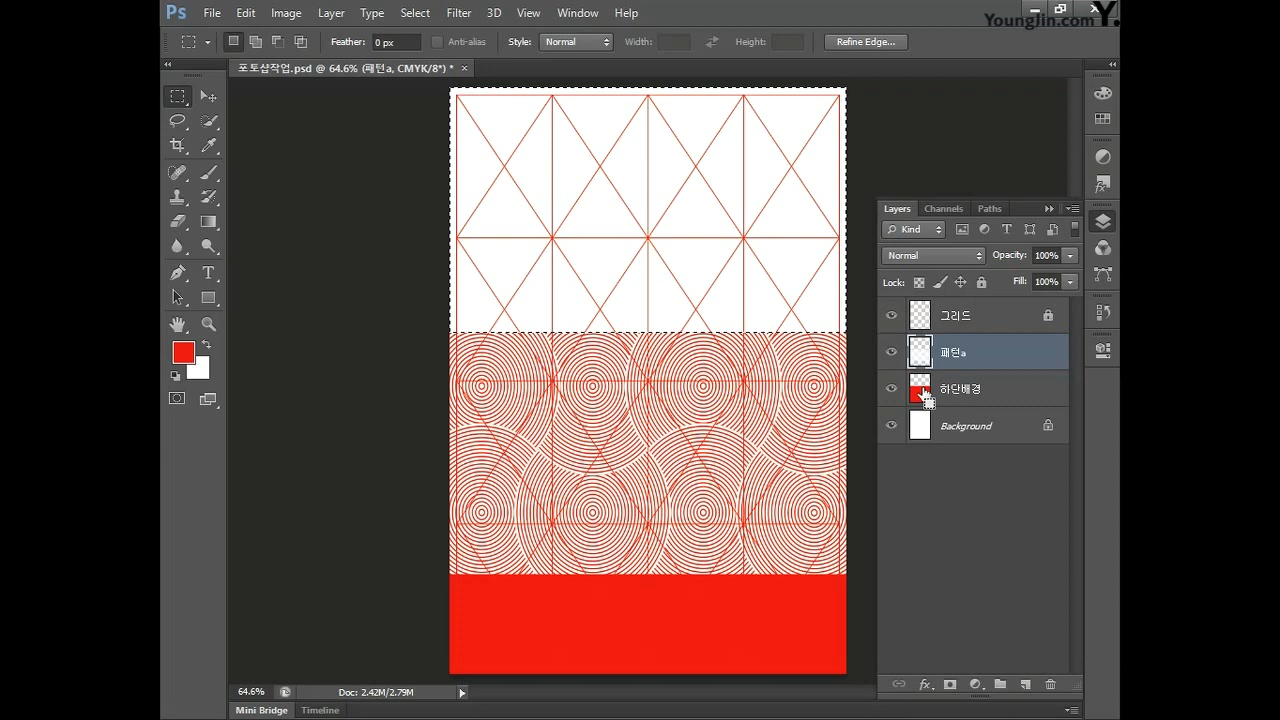 Ps File Edit Image Layer Type Select Filter 3D View Window Help
YoungJin.com Y.
Feather: 0 px Anti-alias Style: Normal Width: Height: Refine Edge...
포토샵작업.psd @ 64.6% (패턴a, CMYK/8*) * ×
Layers Channels Paths
Kind
Normal Opacity: 100%
Lock: Fill: 100%
그리드
패턴a
하단배경
Background
fx
64.6% Doc: 2.42M/2.79M
Mini Bridge Timeline